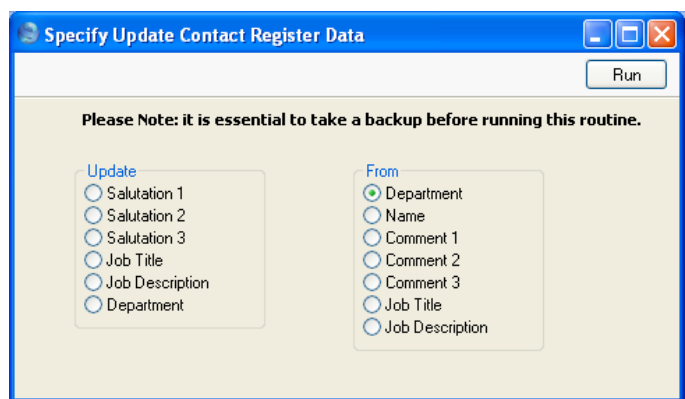 Specify Update Contact Register Data
Run
Please Note: it is essential to take a backup before running this routine.
Update
Salutation 1
Salutation 2
Salutation 3
Job Title
Job Description
Department
From
Department
Name
Comment 1
Comment 2
Comment 3
Job Title
Job Description